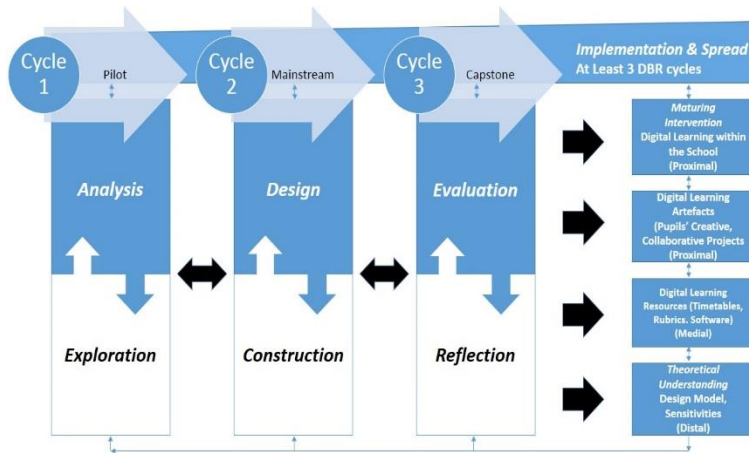 Cycle
1
Pilot
Cycle
2
Mainstream
Cycle
3
Capstone
Implementation & Spread
At Least 3 DBR cycles
Analysis
Exploration
Design
Construction
Evaluation
Reflection
Maturing
Intervention
Digital Learning within
the School
(Proximal)
Digital Learning
Artefacts
(Pupils' Creative,
Collaborative Projects
(Proximal)
Digital Learning
Resources (Timetables,
Rubrics. Software)
(Medial)
Theoretical
Understanding
Design Model,
Sensitivities
(Distal)